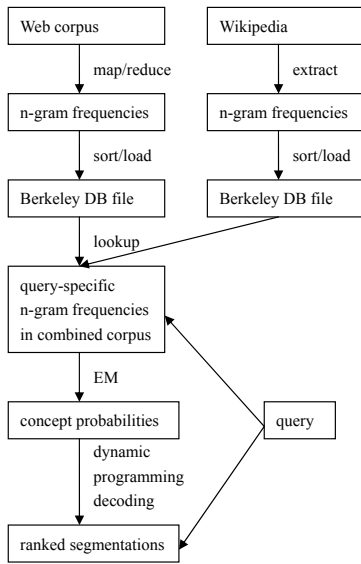 Web corpus
Wikipedia
map/reduce
extract
n-gram frequencies
n-gram frequencies
sort/load
sort/load
Berkeley DB file
Berkeley DB file
lookup
query-specific
n-gram frequencies
in combined corpus
EM
concept probabilities
query
dynamic
programming
decoding
ranked segmentations